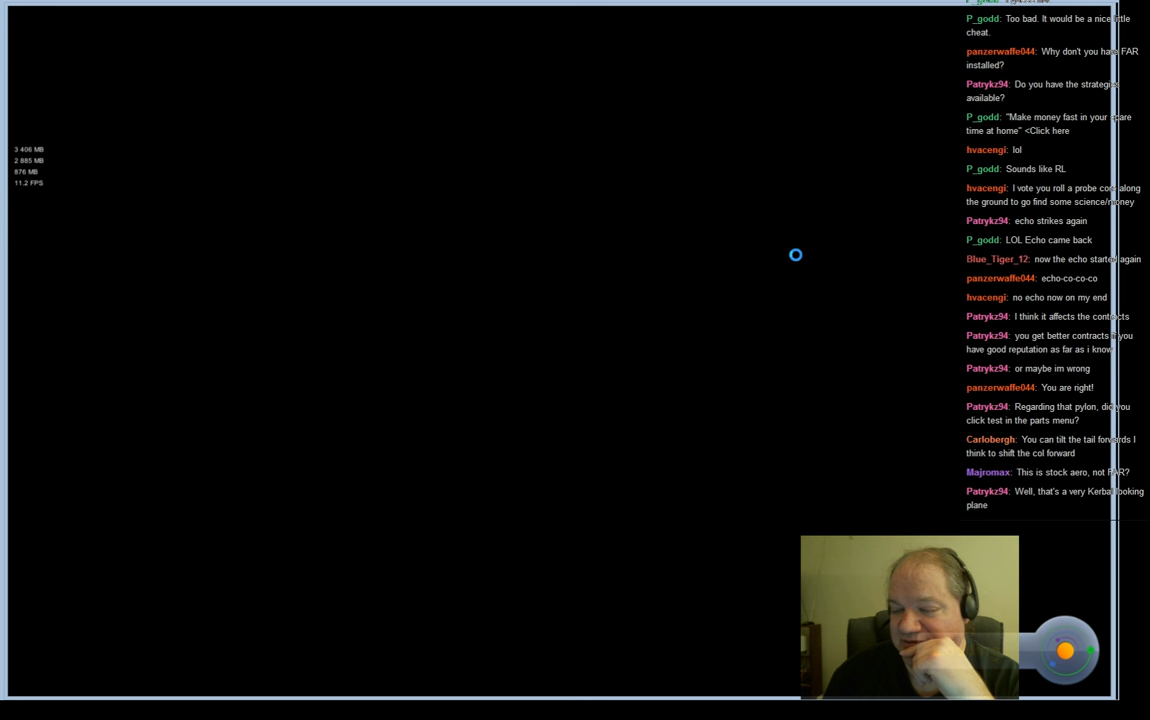 P_godd: Too bad. It would be a nice little
cheat.
panzerwaffe044: Why don't you have FAR
installed?
Patrykz94: Do you have the strategies
available?
P_godd: "Make money fast in your spare
time at home" <Click here
hvacengi: lol
P_godd: Sounds like RL
hvacengi: I vote you roll a probe core along
the ground to go find some science/money
Patrykz94: echo strikes again
P_godd: LOL Echo came back
Blue_Tiger_12: now the echo started again
panzerwaffe044: echo-co-co-co
hvacengi: no echo now on my end
Patrykz94: I think it affects the contracts
Patrykz94: you get better contracts if you
have good reputation as far as i know
Patrykz94: or maybe im wrong
panzerwaffe044: You are right!
Patrykz94: Regarding that pylon, did you
click test in the parts menu?
Carlobergh: You can tilt the tail forwards I
think to shift the col forward
Majromax: This is stock aero, not FAR?
Patrykz94: Well, that's a very Kerbal looking
plane
3 406 MB
2 885 MB
876 MB
11.2 FPS